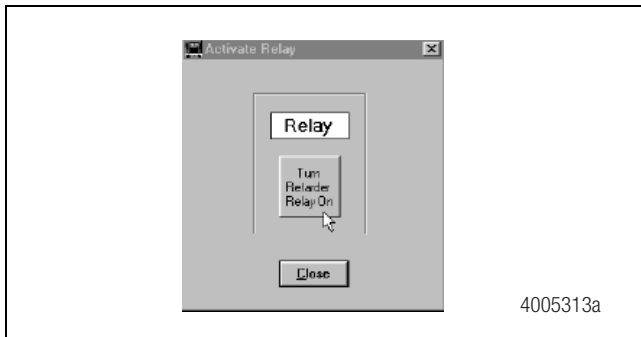 Activate Relay
Relay
Turn
Retarder
Relay On
Close
4005313a